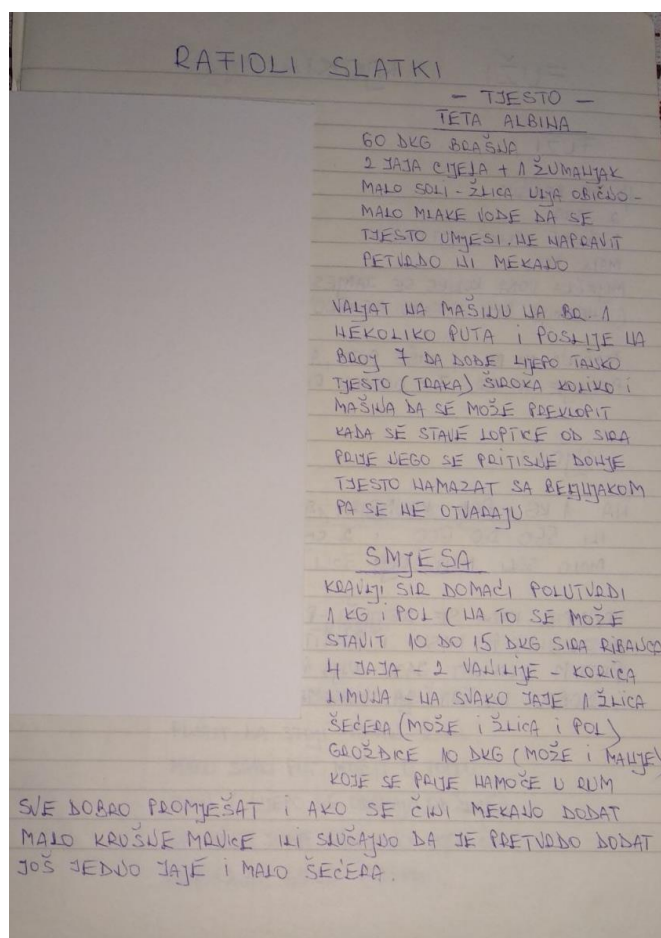 RAFIOLI SLATKI
- TJESTO -
TETA ALBINA
60 DKG BRAŠNA
2 JAJA CIJELA + 1 ŽUMANJAK
MALO SOLI - ŽLICA ULJA OBIČNO -
MALO MLAKE VODE DA SE
TJESTO UMJESI. NE NAPRAVIT
PETVRDO NI MEKANO
VALJAT NA MAŠINU NA BR. 1
NEKOLIKO PUTA i POSLIJE NA
BROJ 7 DA DOĐE LIJEPO TANKO
TJESTO (TRAKA) ŠIROKA KOLIKO i
MAŠINA DA SE MOŽE PREKLOPIT
KADA SE STAVE LOPTICE OD SIRA
PRIJE NEGO SE PRITISNE DONJE
TJESTO NAMAZAT SA BENJNJAKOM
PA SE NE OTVARAJU
SMJESA
KRAVLJI SIR DOMAĆI POLUTVRDI
1 KG i POL ( NA TO SE MOŽE
STAVIT 10 DO 15 DKG SIRA RIBANCA
4 JAJA - 2 VANILIJE - KORICA
LIMUNA - NA SVAKO JAJE 1 ŽLICA
ŠEĆERA (MOŽE i ŽLICA i POL)
GROŽDICE 10 DKG (MOŽE i MANJE)
KOJE SE PRIJE NAMOČE U RUM
SVE DOBRO PROMJEŠAT i AKO SE ČINI MEKANO DODAT
MALO KRUŠNE MRVICE ILI SLUČAJNO DA JE PRETVRDO DODAT
JOŠ JEDNO JAJE i MALO ŠEĆERA.